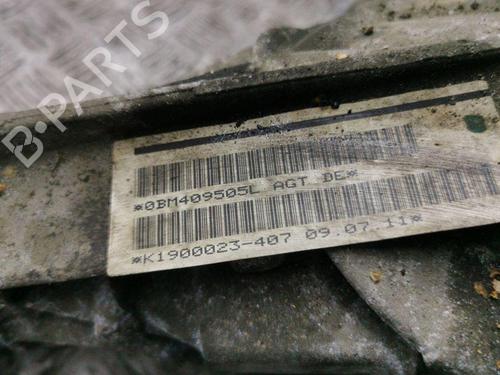 B-PARTS
*0BM409505L AGT DE*
*K1900023-407 09.07.11*